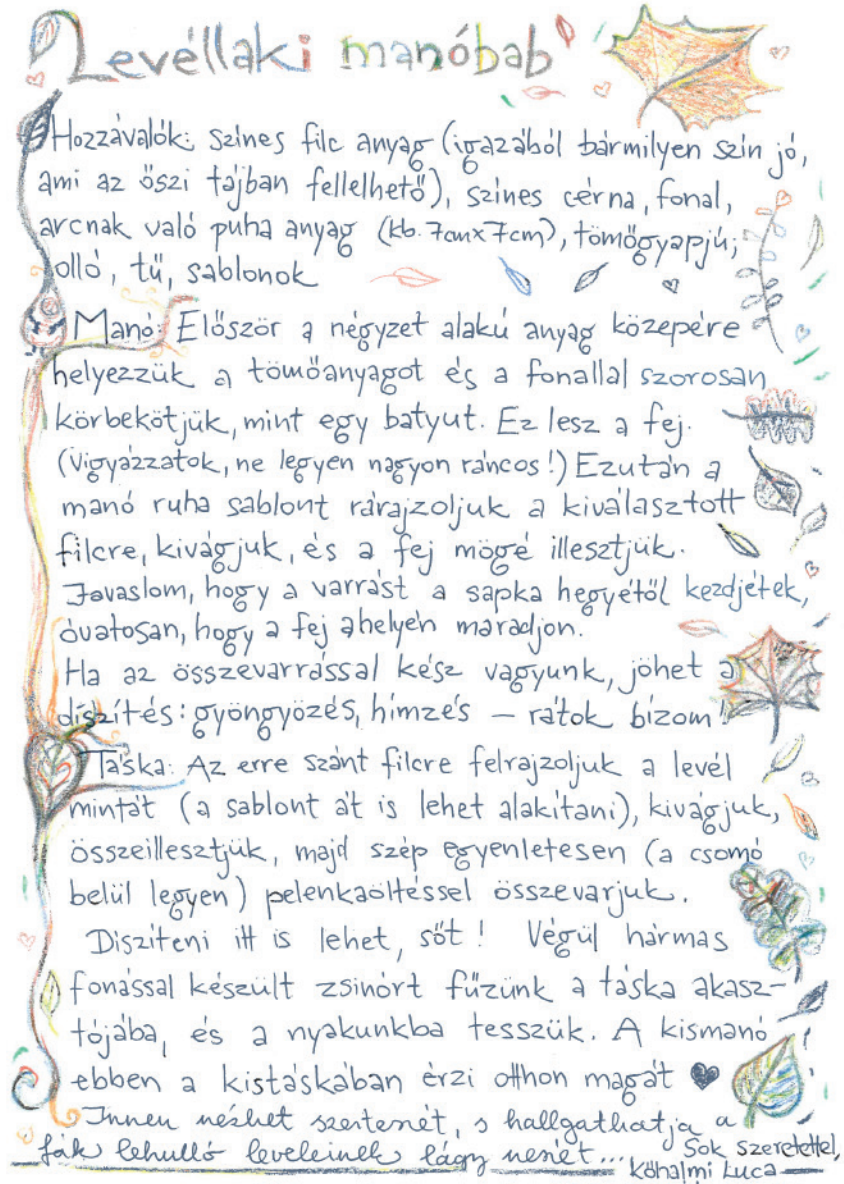 Levéllaki manóbab
Hozzávalók: színes filc anyag (igazából bármilyen szín jó,
ami az őszi tájban fellelhető), színes cérna, fonal,
arcnak való puha anyag (kb. 7cmx7cm), tömőgyapjú,
olló, tű, sablonok
Manó: Először a négyzet alakú anyag közepére
helyezzük a tömőanyagot és a fonallal szorosan
körbekötjük, mint egy batyut. Ez lesz a fej.
(Vigyázzatok, ne legyen nagyon ráncos!) Ezután a
manó ruha sablont rárajzoljuk a kiválasztott
filcre, kivágjuk, és a fej mögé illesztjük.
Javaslom, hogy a varrást a sapka hegyétől kezdjétek,
óvatosan, hogy a fej ahelyén maradjon.
Ha az összevarrással kész vagyunk, jöhet a
díszítés: gyöngyözés, hímzés – rátok bízom!
Táska: Az erre szánt filcre felrajzoljuk a levél
mintát (a sablont át is lehet alakítani), kivágjuk,
összeillesztjük, majd szép egyenletesen (a csomó
belül legyen) pelenkaöltéssel összevarjuk.
Díszíteni itt is lehet, sőt! Végül hármas
fonással készült zsinórt fűzünk a táska akasz-
tójába, és a nyakunkba tesszük. A kismanó
ebben a kistáskában érzi otthon magát ♥
Innen nézhet szerteszét, s hallgathatja a
fák lehulló leveleinek lágy neszét...
Sok szeretettel,
Kőhalmi Luca